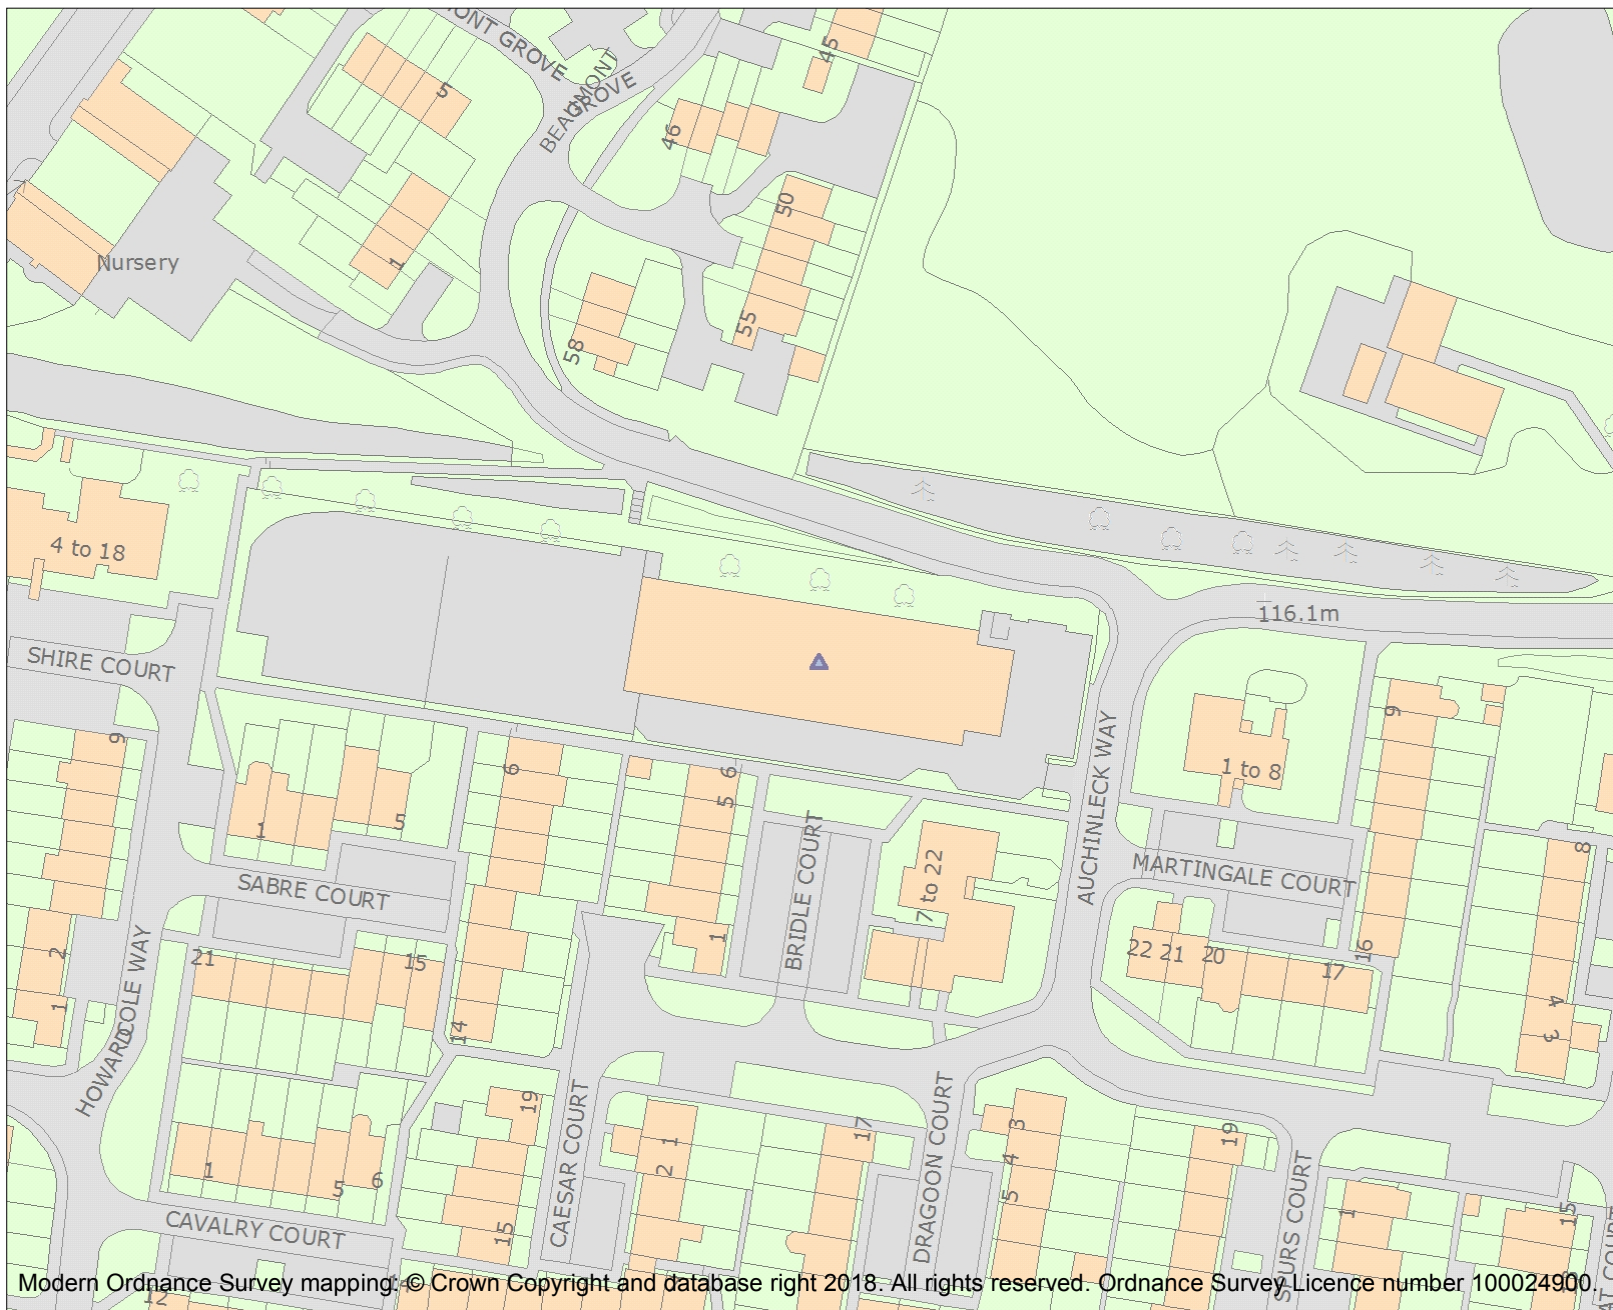 MONT GROVE
BEAUMONT
GROVE
45
5
46
50
Nursery
1
55
58
4 to 18
116.1m
SHIRE COURT
9
9
6
6
5
1 to 8
1
5
BRIDLE COURT
AUCHINLECK WAY
7 to 22
MARTINGALE COURT
8
SABRE COURT
2
1
21
15
1
22 21 20
17
16
4
3
HOWARD COLE WAY
14
19
CAESAR COURT
1
2
17
DRAGOON COURT
3
4
5
19
1
5
6
CAVALRY COURT
15
1
15
12
Modern Ordnance Survey mapping: © Crown Copyright and database right 2018. All rights reserved. Ordnance Survey Licence number 100024900.